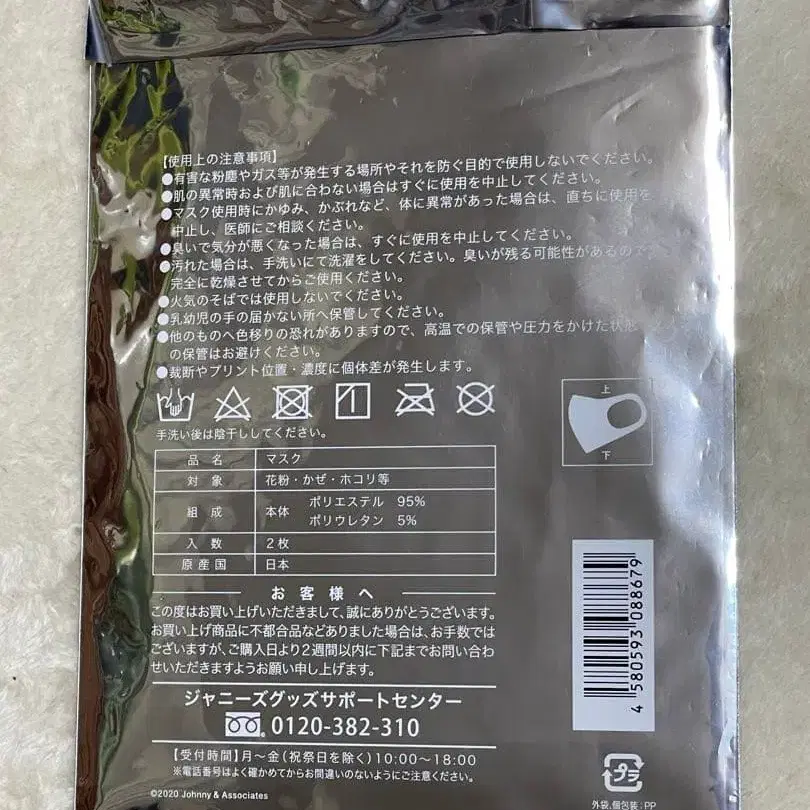 【使用上の注意事項】
●有害な粉塵やガス等が発生する場所やそれを防ぐ目的で使用しないでください。
●肌の異常時および肌に合わない場合はすぐに使用を中止してください。
●マスク使用時にかゆみ、かぶれなど、体に異常があった場合は、直ちに使用を
中止し、医師にご相談ください。
●臭いで気分が悪くなった場合は、すぐに使用を中止してください。
●汚れた場合は、手洗いにて洗濯をしてください。臭いが残る可能性があるので
完全に乾燥させてからご使用ください。
●火気のそばでは使用しないでください。
●乳幼児の手の届かない所へ保管してください。
●他のものへ色移りの恐れがありますので、高温での保管や圧力をかけた状態
の保管はお避けください。
●裁断やプリント位置・濃度に個体差が発生します。
手洗い後は陰干ししてください。
上
下
品名 マスク
対象 花粉・かぜ・ホコリ等
組成 本体 ポリエステル 95%
ポリウレタン 5%
入数 2枚
原産国 日本
お客様へ
この度はお買い上げいただきまして、誠にありがとうございます。
お買い上げ商品に不都合品などありました場合は、お手数では
ございますが、ご購入日より2週間以内に下記までお問い合わ
せいただきますようお願い申し上げます。
ジャニーズグッズサポートセンター
0120-382-310
【受付時間】月〜金(祝祭日を除く)10:00〜18:00
※電話番号はよく確かめてからお間違いのないようにご注意ください。
©2020 Johnny & Associates
4 580593 088679
プラ
外袋、個包装:PP